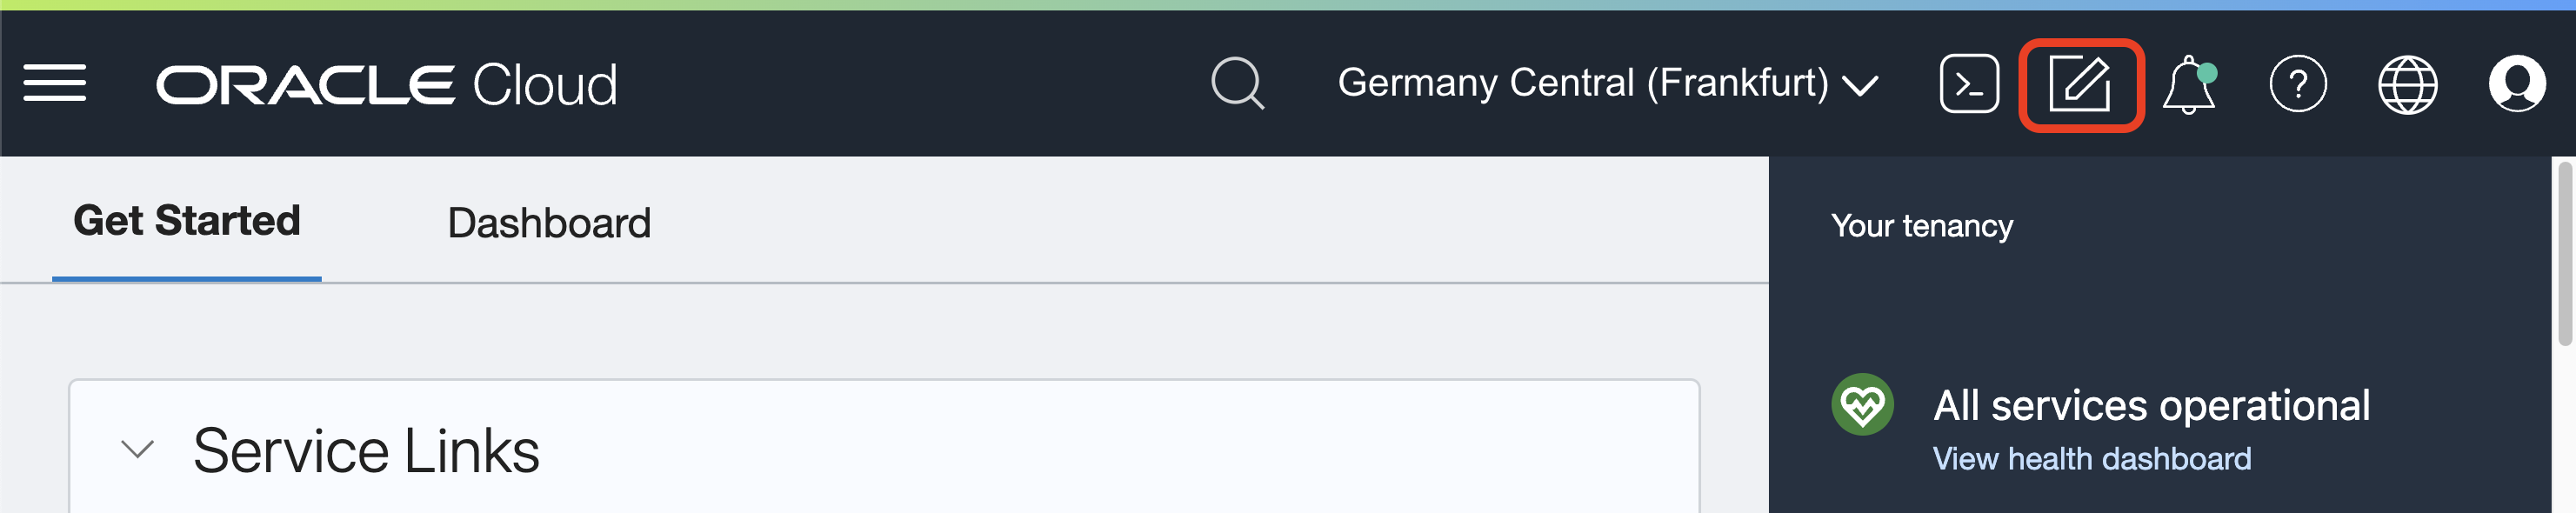 ORACLE Cloud
Germany Central (Frankfurt)
Get Started
Dashboard
Your tenancy
Service Links
All services operational
View health dashboard